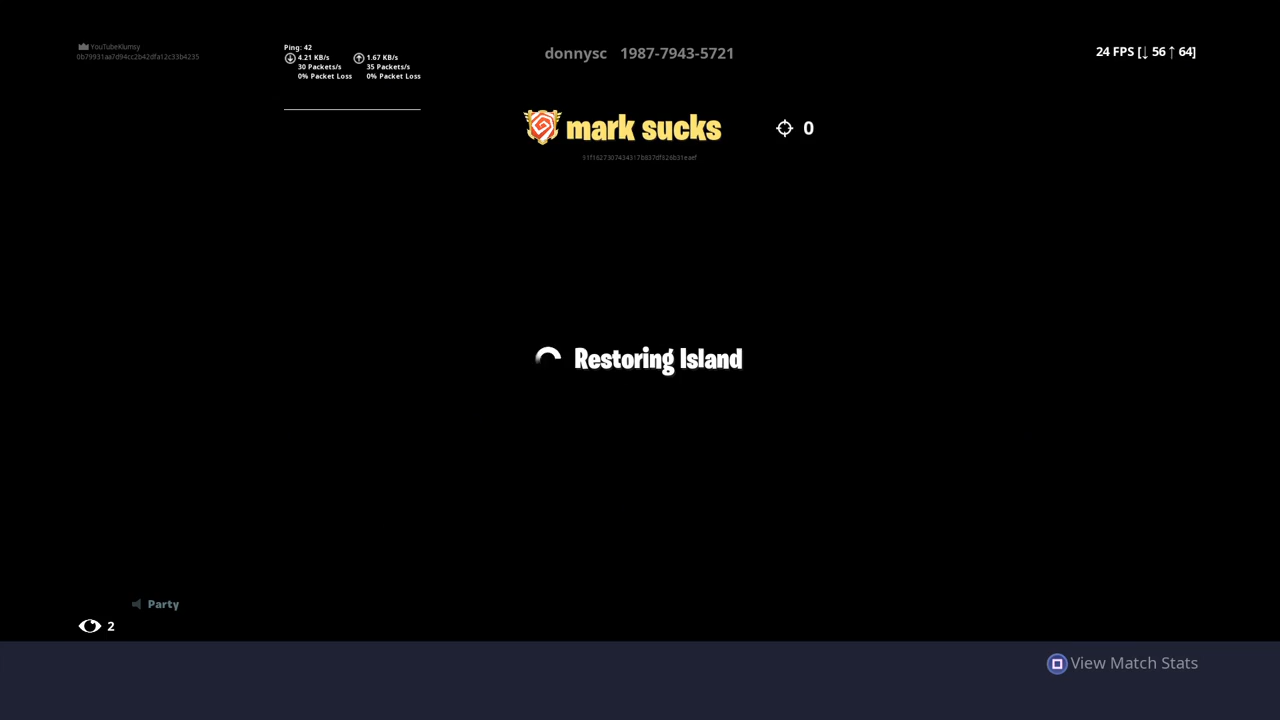 YouTubeKlumsy
Ping: 42
4.21 KB/s 1.67 KB/s
30 Packets/s 35 Packets/s
0% Packet Loss 0% Packet Loss
donnysc 1987-7943-5721
24 FPS [↓ 56 ↑ 64]
mark sucks 0
Restoring Island
Party
2
View Match Stats